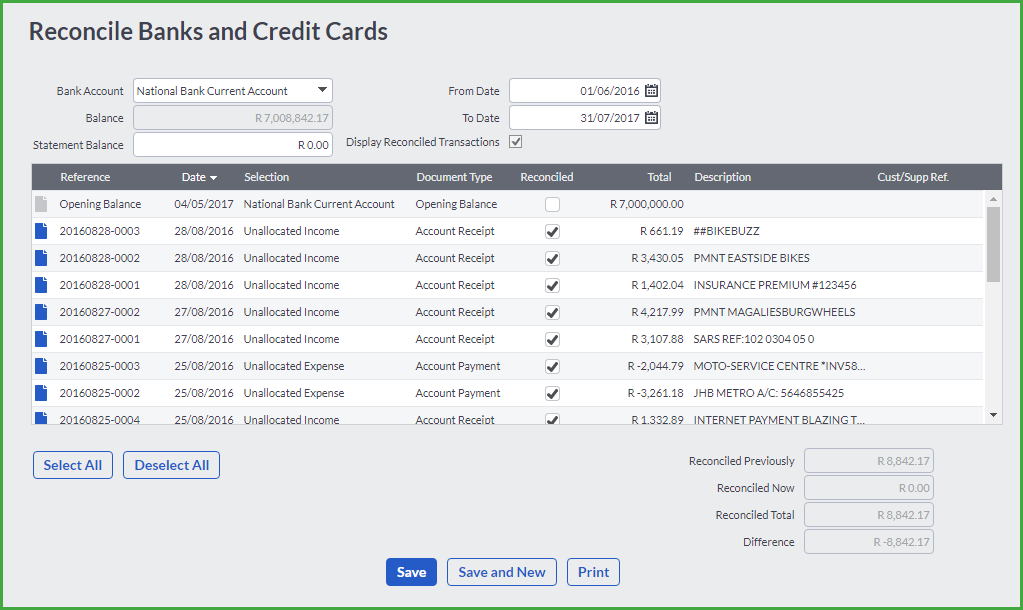 Reconcile Banks and Credit Cards
Bank Account National Bank Current Account From Date 01/06/2016
Balance R 7,008,842.17 To Date 31/07/2017
Statement Balance R 0.00 Display Reconciled Transactions
Reference Date Selection Document Type Reconciled Total Description Cust/Supp Ref.
Opening Balance 04/05/2017 National Bank Current Account Opening Balance R 7,000,000.00
20160828-0003 28/08/2016 Unallocated Income Account Receipt R 661.19 ##BIKEBUZZ
20160828-0002 28/08/2016 Unallocated Income Account Receipt R 3,430.05 PMNT EASTSIDE BIKES
20160828-0001 28/08/2016 Unallocated Income Account Receipt R 1,402.04 INSURANCE PREMIUM #123456
20160827-0002 27/08/2016 Unallocated Income Account Receipt R 4,217.99 PMNT MAGALIESBURGWHEELS
20160827-0001 27/08/2016 Unallocated Income Account Receipt R 3,107.88 SARS REF:102 0304 05 0
20160825-0003 25/08/2016 Unallocated Expense Account Payment R -2,044.79 MOTO-SERVICE CENTRE *INV58...
20160825-0002 25/08/2016 Unallocated Expense Account Payment R -3,261.18 JHB METRO A/C: 5646855425
20160825-0004 25/08/2016 Unallocated Income Account Receipt R 1,332.89 INTERNET PAYMENT BLAZING T...
Select All Deselect All
Reconciled Previously R 8,842.17
Reconciled Now R 0.00
Reconciled Total R 8,842.17
Difference R -8,842.17
Save Save and New Print